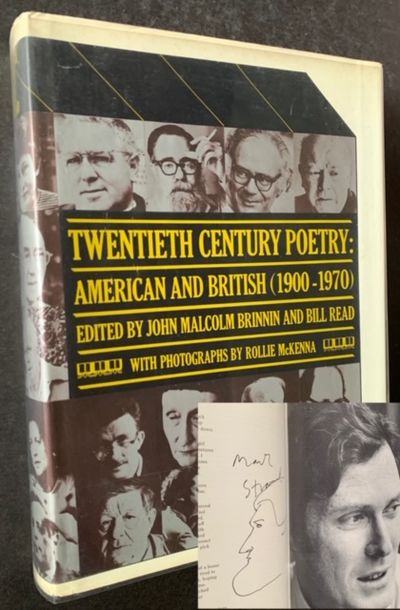 TWENTIETH CENTURY POETRY:
AMERICAN AND BRITISH (1900-1970)
EDITED BY JOHN MALCOLM BRINNIN AND BILL READ
WITH PHOTOGRAPHS BY ROLLIE McKENNA
Mark
Strand